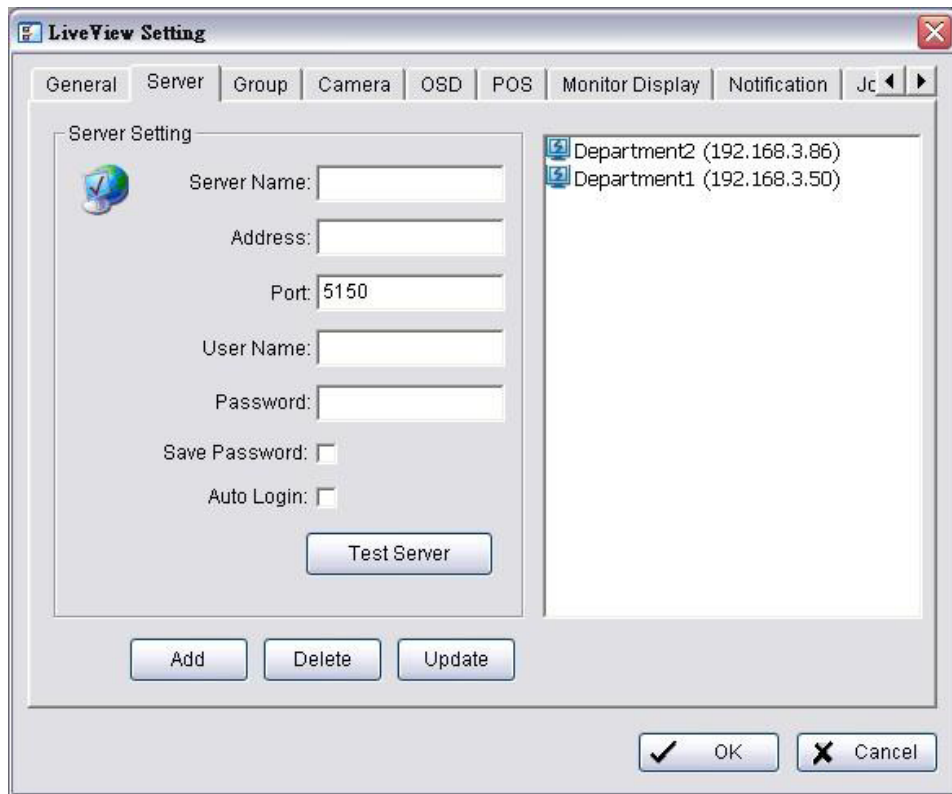 LiveView Setting
General Server Group Camera OSD POS Monitor Display Notification
Server Setting
Server Name:
Address:
Port: 5150
User Name:
Password:
Save Password:
Auto Login:
Test Server
Department2 (192.168.3.86)
Department1 (192.168.3.50)
Add Delete Update
OK Cancel